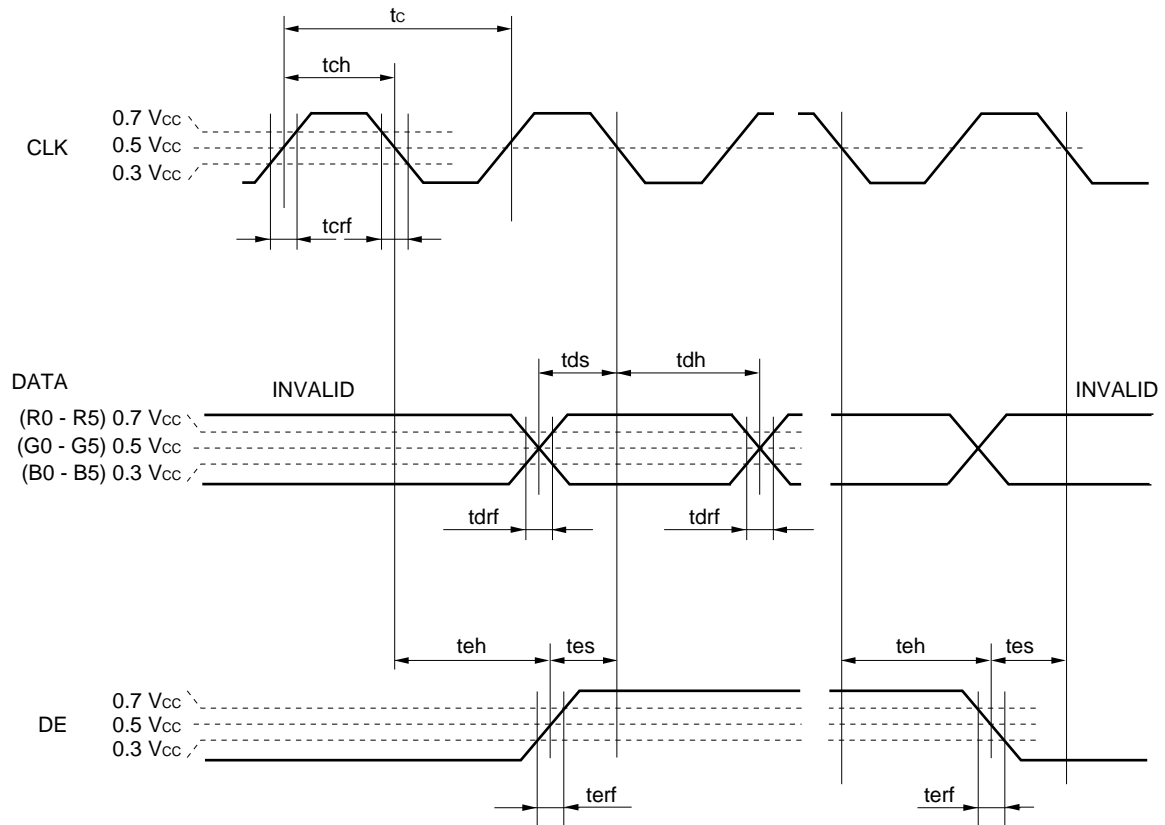 tc
tch
0.7 Vcc
CLK 0.5 Vcc
0.3 Vcc
tcrf
tds tdh
DATA
INVALID INVALID
(R0 - R5) 0.7 Vcc
(G0 - G5) 0.5 Vcc
(B0 - B5) 0.3 Vcc
tdrf tdrf
teh tes teh tes
0.7 Vcc
DE 0.5 Vcc
0.3 Vcc
terf terf